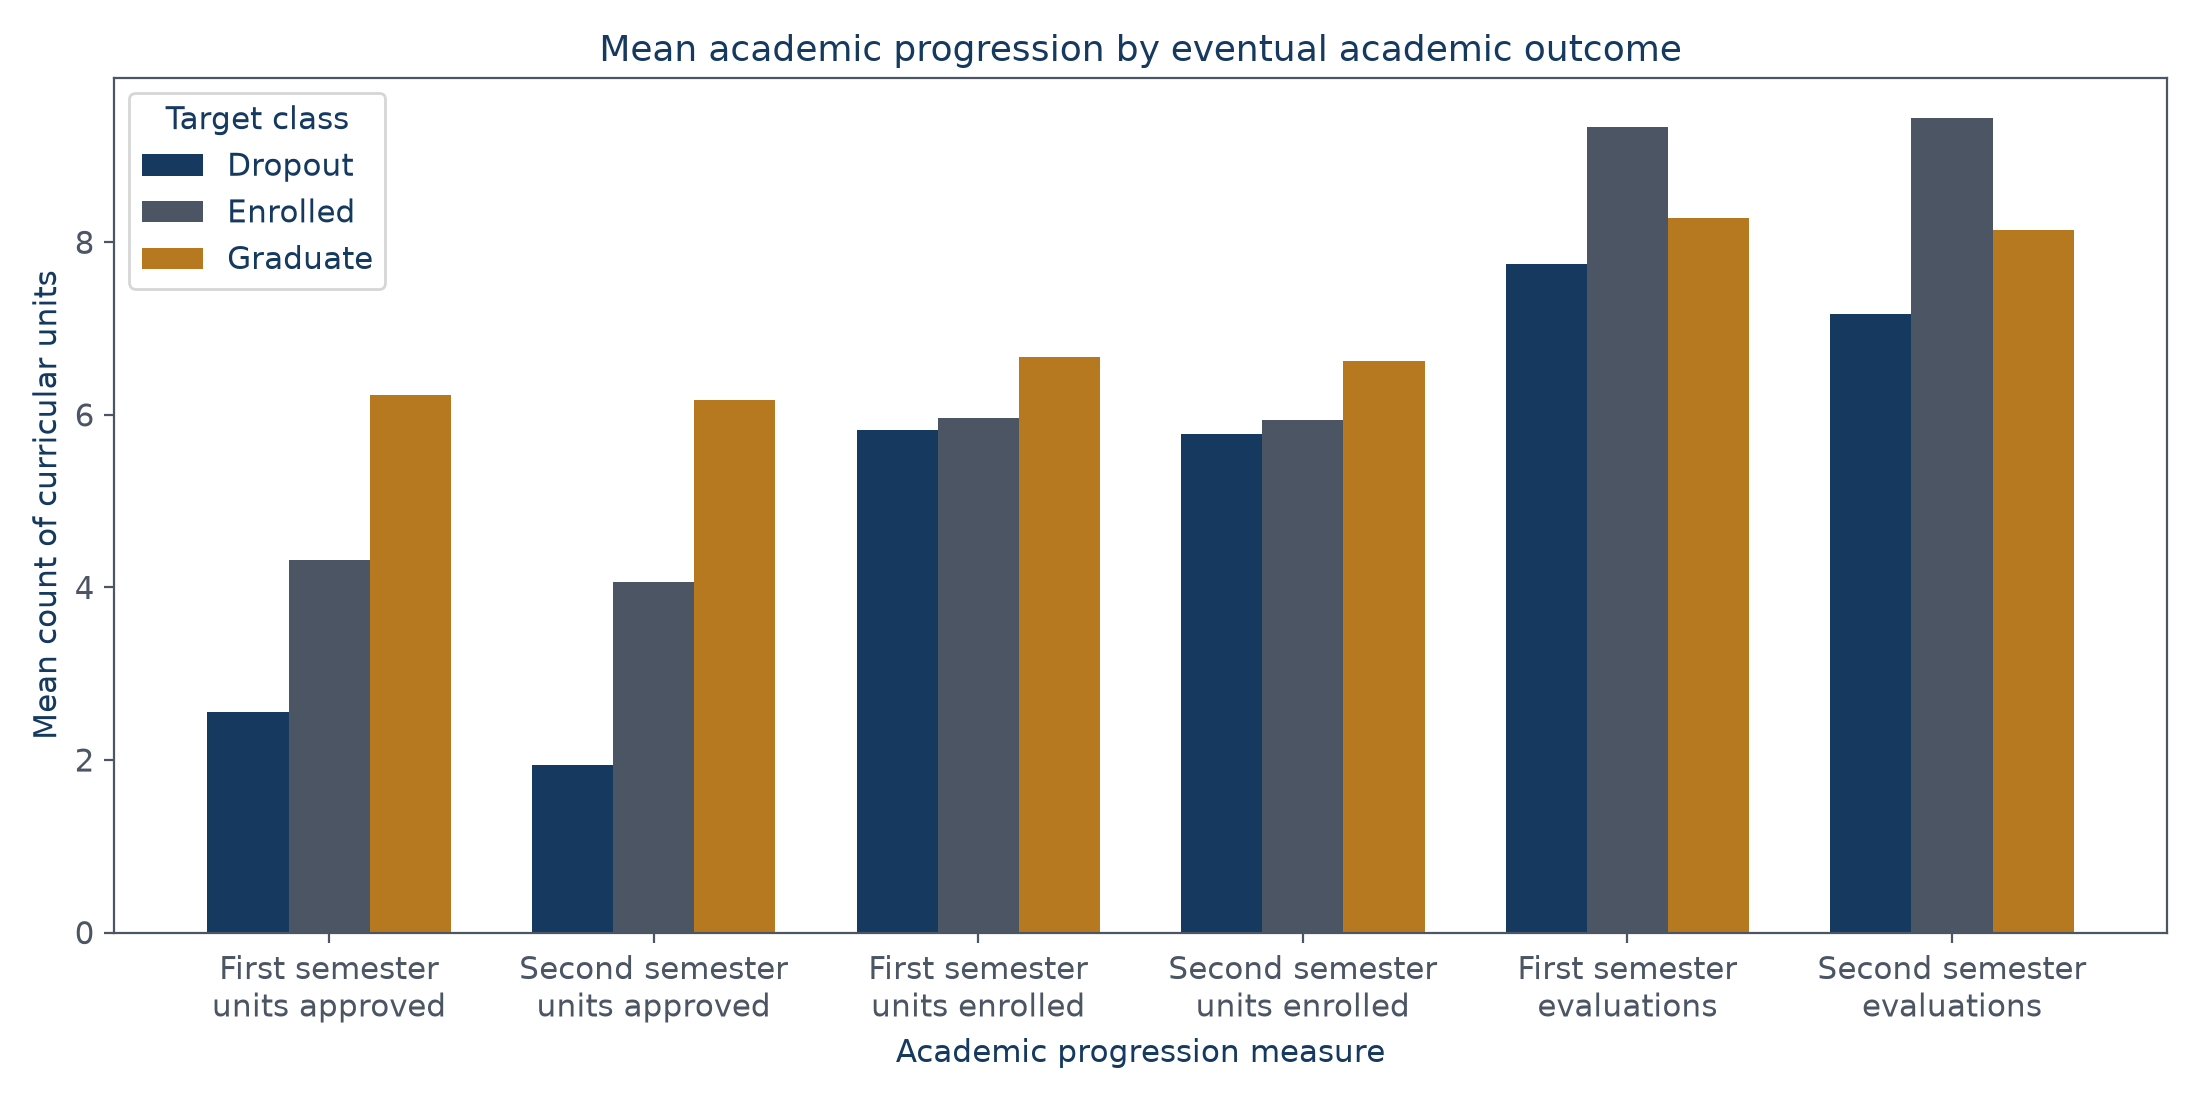 Mean academic progression by eventual academic outcome
Target class
Dropout
Enrolled
Graduate
Mean count of curricular units
8
6
4
2
0
First semester
units approved
Second semester
units approved
First semester
units enrolled
Second semester
units enrolled
First semester
evaluations
Second semester
evaluations
Academic progression measure